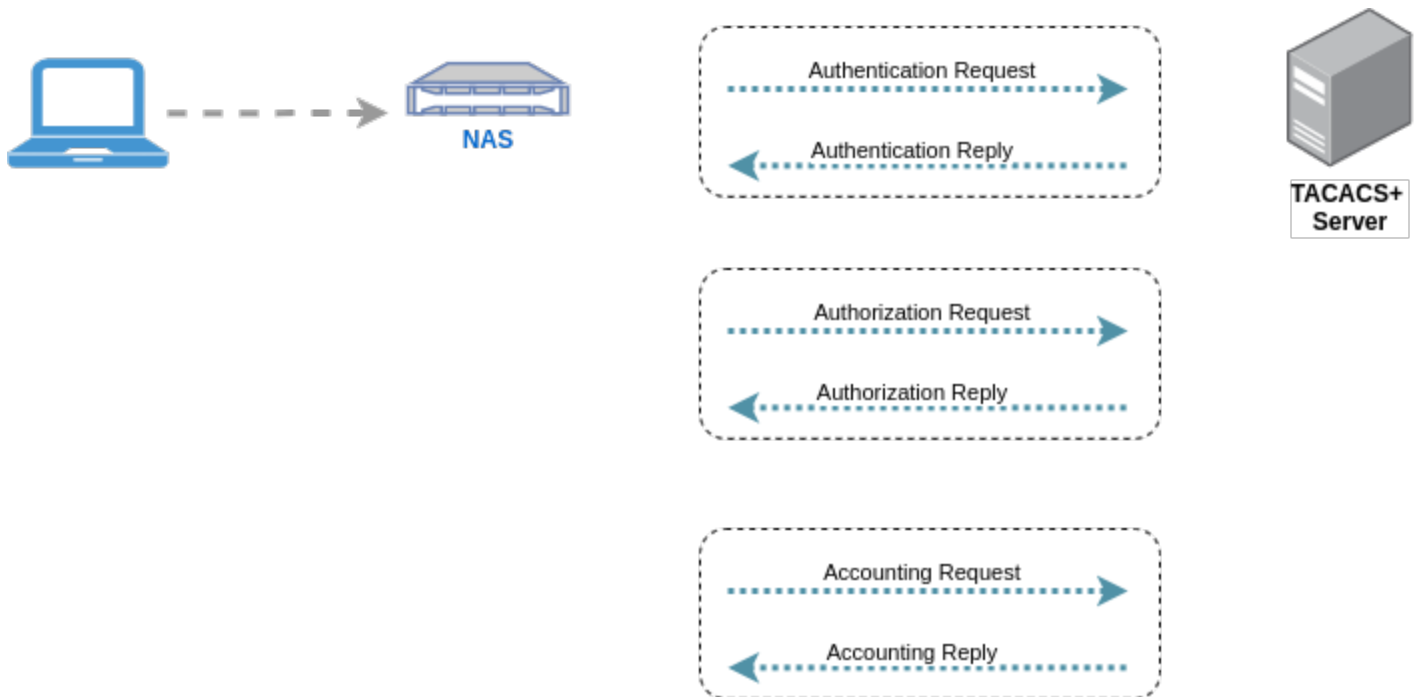 Authentication Request
NAS
Authentication Reply
TACACS+
Server
Authorization Request
Authorization Reply
Accounting Request
Accounting Reply